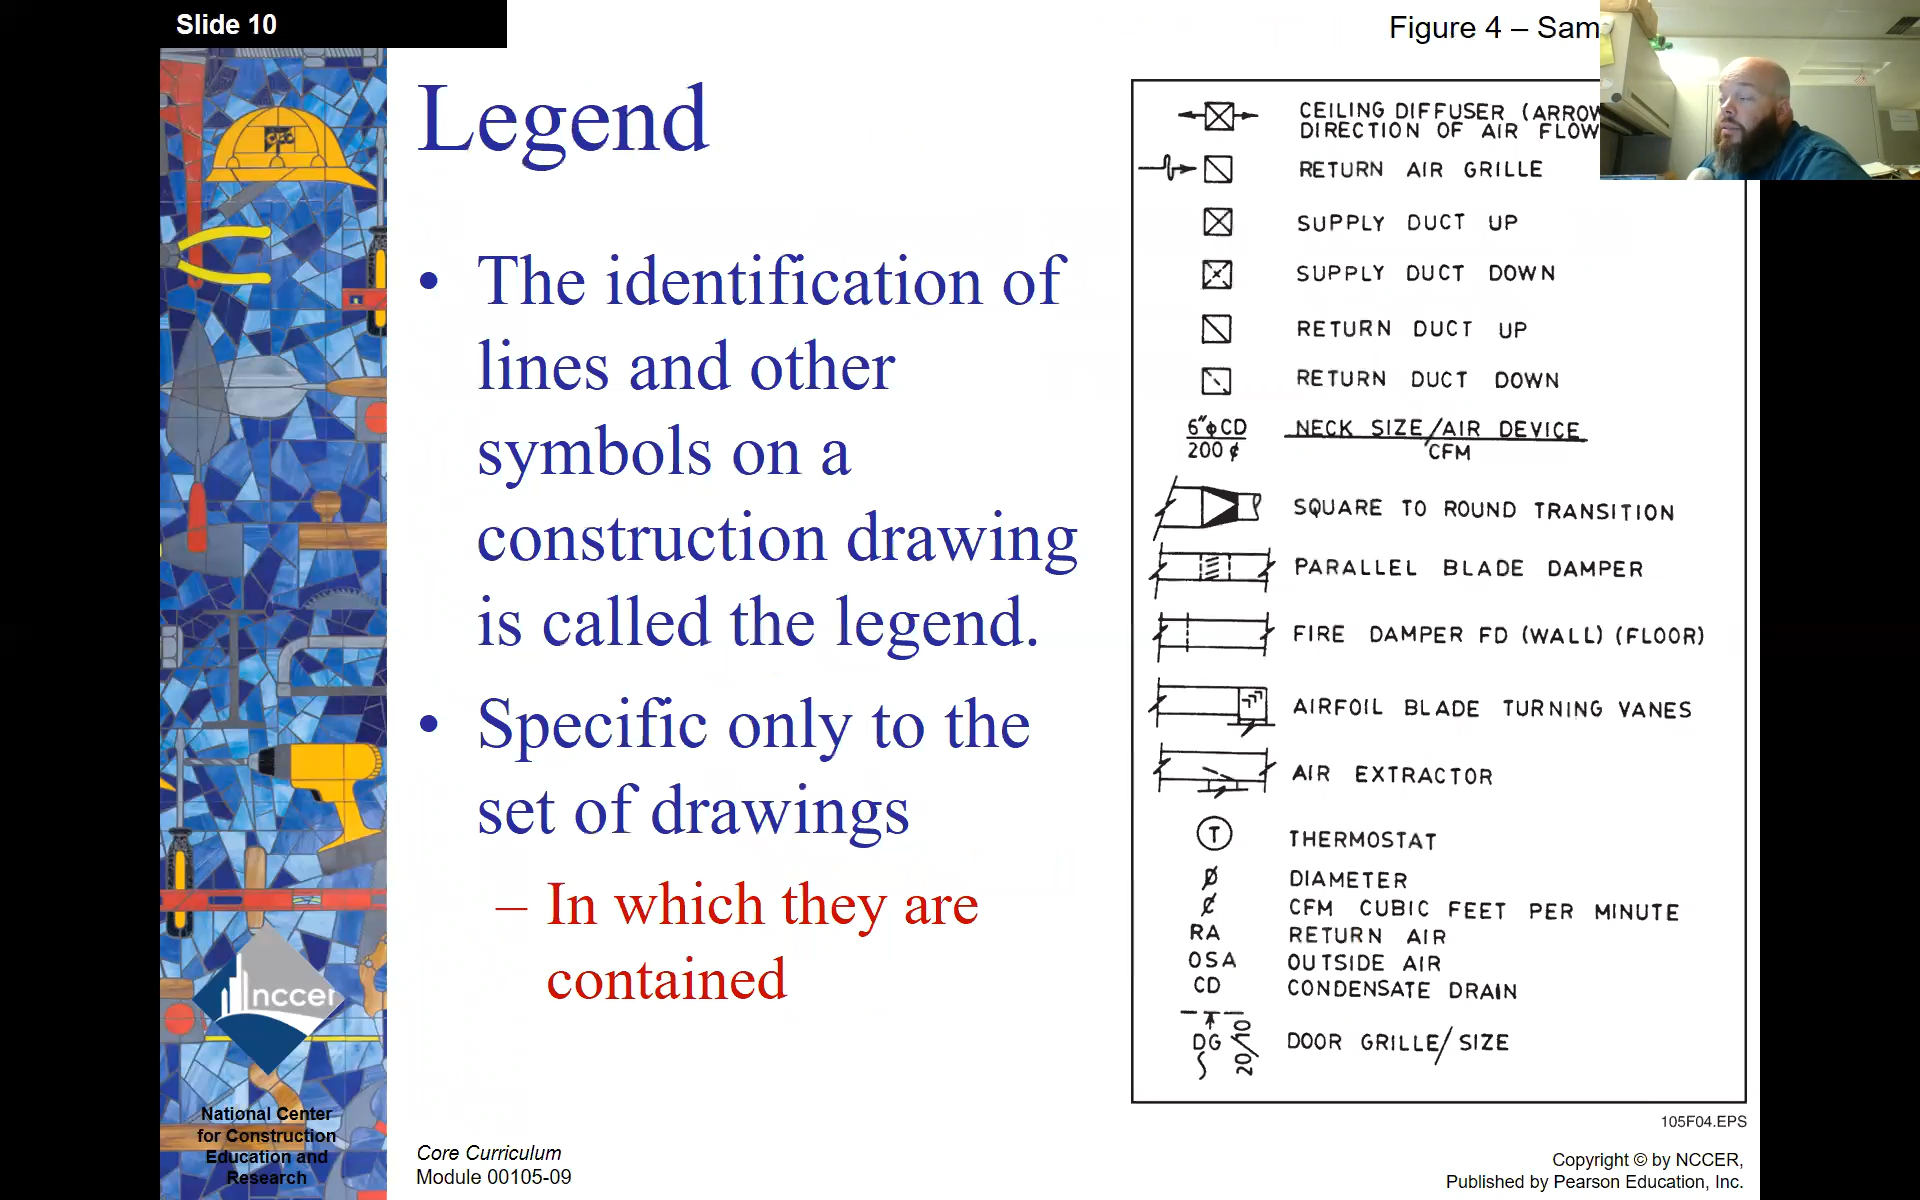 Slide 10
Figure 4 – Sam
Legend
• The identification of
lines and other
symbols on a
construction drawing
is called the legend.
• Specific only to the
set of drawings
– In which they are
contained
CEILING DIFFUSER (ARROW
DIRECTION OF AIR FLOW
RETURN AIR GRILLE
SUPPLY DUCT UP
SUPPLY DUCT DOWN
RETURN DUCT UP
RETURN DUCT DOWN
6"ϕ CD NECK SIZE/AIR DEVICE
200 ¢ CFM
SQUARE TO ROUND TRANSITION
PARALLEL BLADE DAMPER
FIRE DAMPER FD (WALL) (FLOOR)
AIRFOIL BLADE TURNING VANES
AIR EXTRACTOR
T THERMOSTAT
Ø DIAMETER
¢ CFM CUBIC FEET PER MINUTE
RA RETURN AIR
OSA OUTSIDE AIR
CD CONDENSATE DRAIN
DG 20/10 DOOR GRILLE/SIZE
105F04.EPS
nccer
National Center
for Construction
Education and
Research
Core Curriculum
Module 00105-09
Copyright © by NCCER,
Published by Pearson Education, Inc.